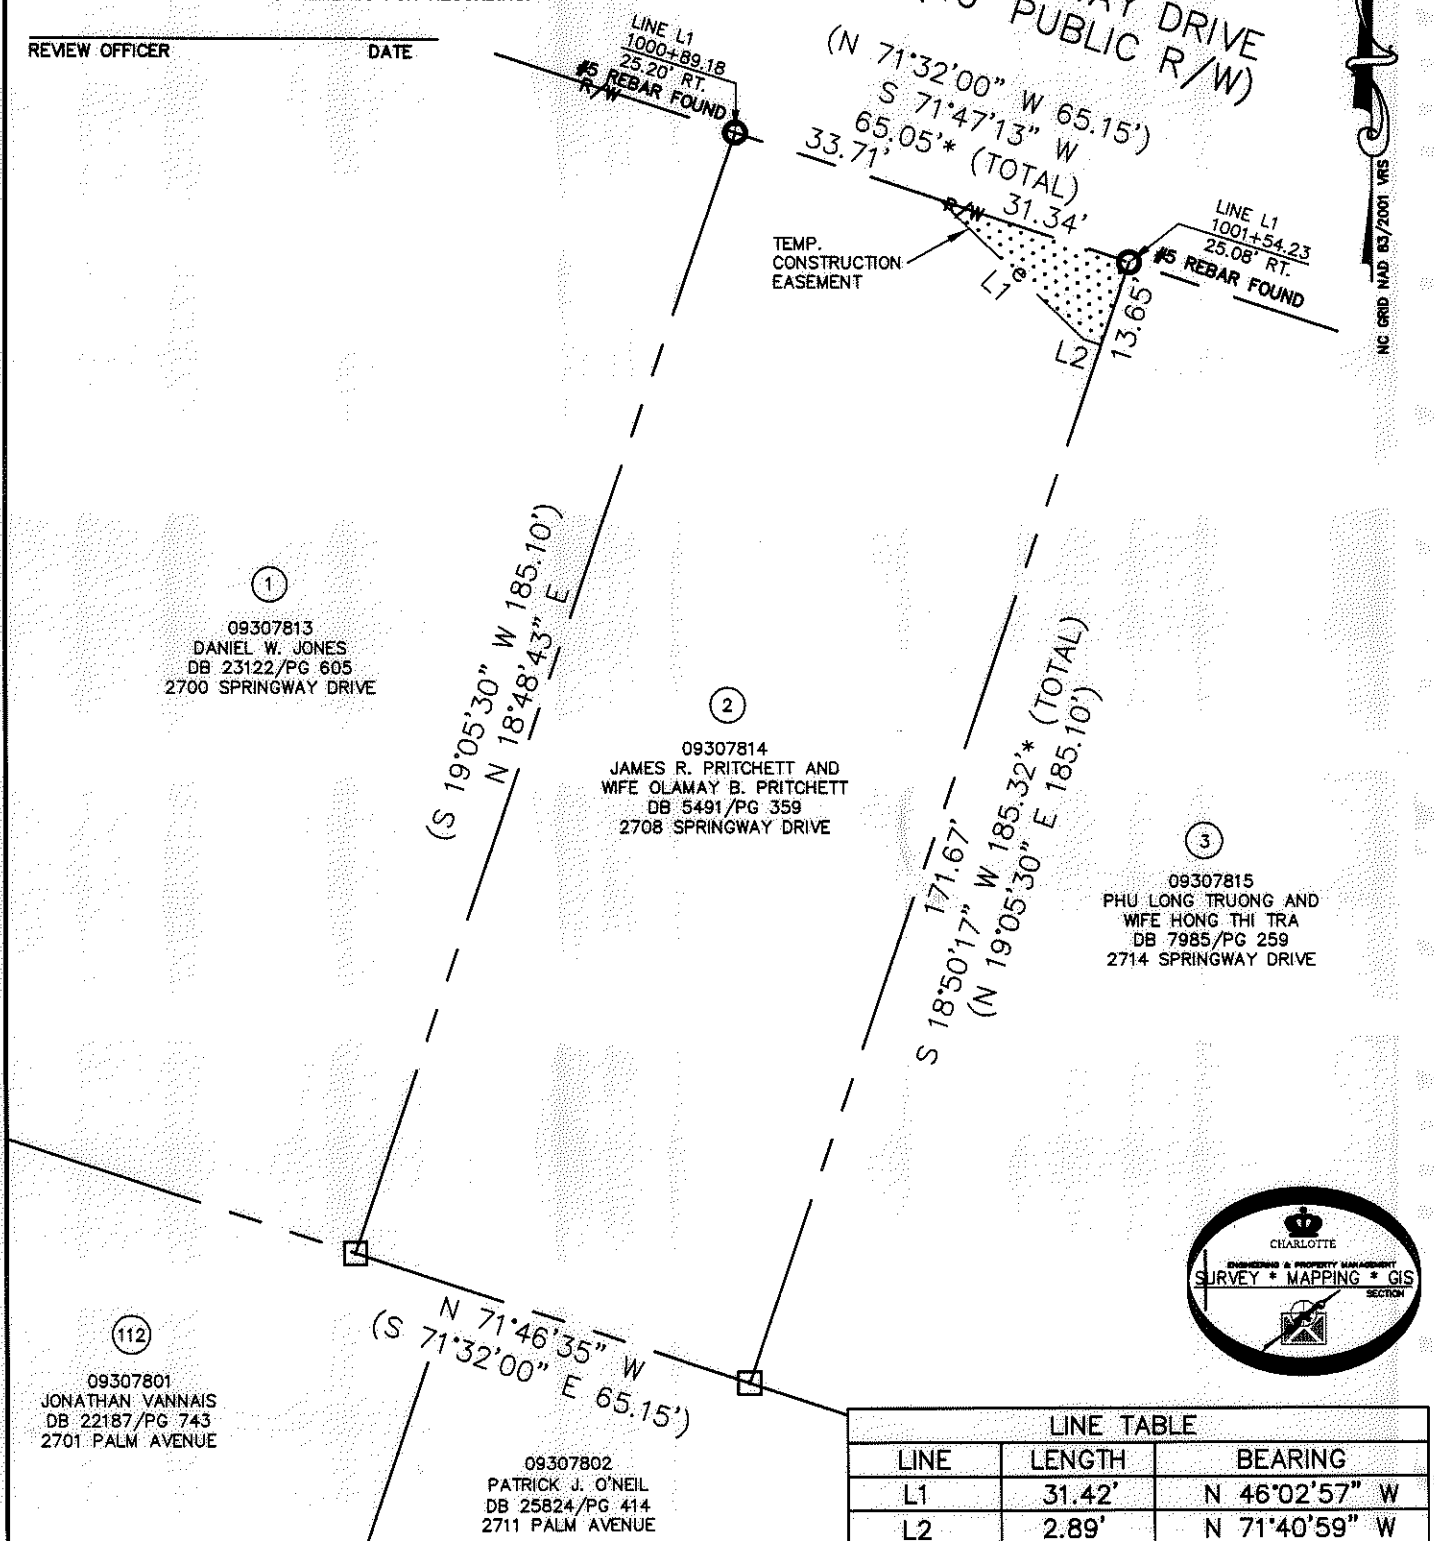 REVIEW OFFICER DATE
LINE L1
1000+89.18
25.20' RT.
#5 REBAR FOUND
R/W
DRIVE
PUBLIC R/W)
(N 71°32'00" W 65.15')
S 71°47'13" W
65.05'* (TOTAL)
33.71'
R/W
31.34'
LINE L1
1001+54.23
25.08' RT.
#5 REBAR FOUND
TEMP.
CONSTRUCTION
EASEMENT
L1
e
L2
13.65'
NC GRID NAD 83/2001 VRS
(S 19°05'30" W 185.10')
N 18°48'43" E
1
09307813
DANIEL W. JONES
DB 23122/PG 605
2700 SPRINGWAY DRIVE
2
09307814
JAMES R. PRITCHETT AND
WIFE OLAMAY B. PRITCHETT
DB 5491/PG 359
2708 SPRINGWAY DRIVE
171.67'
S 18°50'17" W 185.32'* (TOTAL)
(N 19°05'30" E 185.10')
3
09307815
PHU LONG TRUONG AND
WIFE HONG THI TRA
DB 7985/PG 259
2714 SPRINGWAY DRIVE
CHARLOTTE
ENGINEERING & PROPERTY MANAGEMENT
SURVEY * MAPPING * GIS
SECTION
N 71°46'35" W
(S 71°32'00" E 65.15')
112
09307801
JONATHAN VANNAIS
DB 22187/PG 743
2701 PALM AVENUE
09307802
PATRICK J. O'NEIL
DB 25824/PG 414
2711 PALM AVENUE
LINE TABLE
LINE LENGTH BEARING
L1 31.42' N 46°02'57" W
L2 2.89' N 71°40'59" W